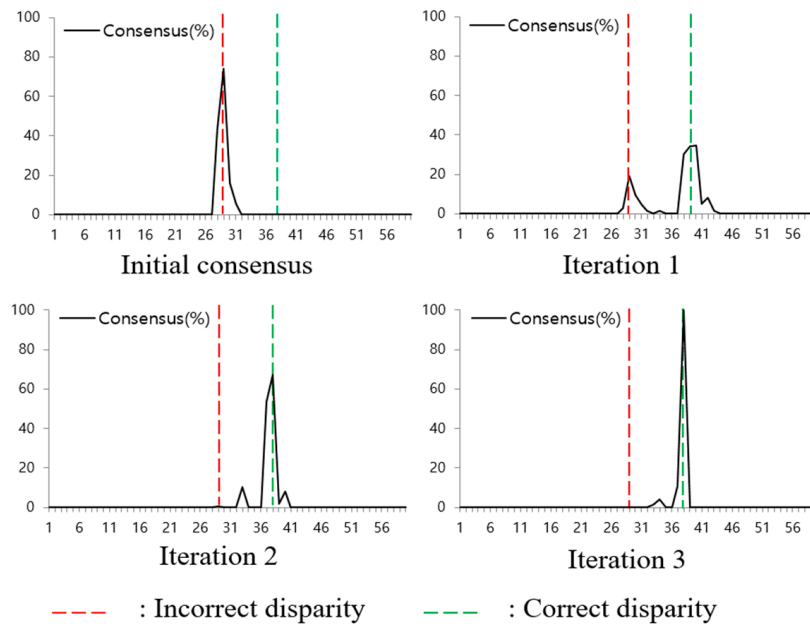 100
80
60
40
20
0
Consensus(%)
1 6 11 16 21 26 31 36 41 46 51 56
Initial consensus
100
80
60
40
20
0
Consensus(%)
1 6 11 16 21 26 31 36 41 46 51 56
Iteration 1
100
80
60
40
20
0
Consensus(%)
1 6 11 16 21 26 31 36 41 46 51 56
Iteration 2
100
80
60
40
20
0
Consensus(%)
1 6 11 16 21 26 31 36 41 46 51 56
Iteration 3
: Incorrect disparity : Correct disparity